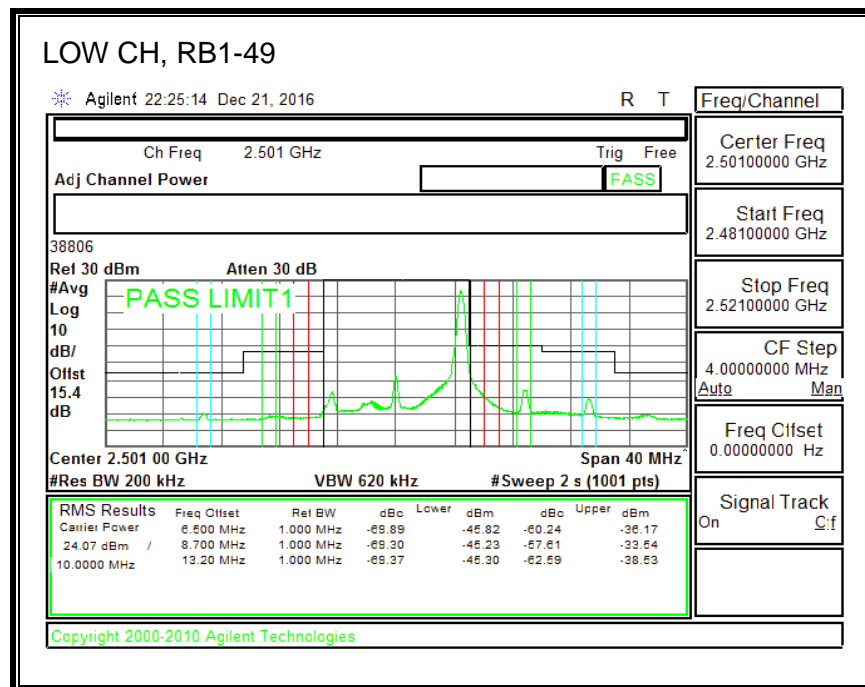 LOW CH, RB1-49
Agilent 22:25:14 Dec 21, 2016 R T
Ch Freq 2.501 GHz Trig Free
Adj Channel Power PASS
38806
Ref 30 dBm Atten 30 dB
#Avg
Log
10
dB/
Offst
15.4
dB
PASS LIMIT1
Center 2.501 00 GHz Span 40 MHz^
#Res BW 200 kHz VBW 620 kHz #Sweep 2 s (1001 pts)
RMS Results Freq Offset Ref BW dBc Lower dBm dBc Upper dBm
Carrier Power 6.500 MHz 1.000 MHz -69.89 -45.82 -60.24 -36.17
24.07 dBm / 8.700 MHz 1.000 MHz -69.30 -45.23 -57.61 -33.54
10.0000 MHz 13.20 MHz 1.000 MHz -69.37 -45.30 -62.59 -38.53
Copyright 2000-2010 Agilent Technologies
Freq/Channel
Center Freq
2.50100000 GHz
Start Freq
2.48100000 GHz
Stop Freq
2.52100000 GHz
CF Step
4.00000000 MHz
Auto Man
Freq Offset
0.00000000 Hz
Signal Track
On Off